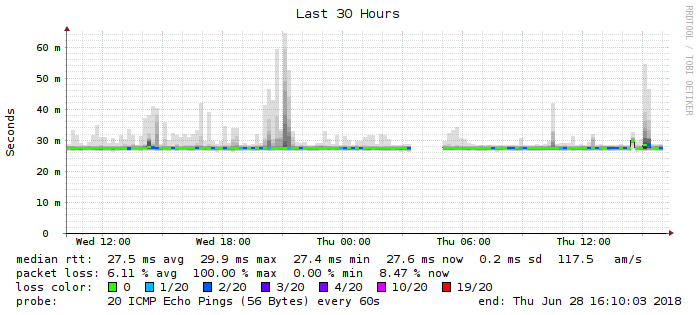 Last 30 Hours
RRDTOOL / TOBI OETIKER
Seconds
60 m
50 m
40 m
30 m
20 m
10 m
0
Wed 12:00 Wed 18:00 Thu 00:00 Thu 06:00 Thu 12:00
median rtt: 27.5 ms avg 29.9 ms max 27.4 ms min 27.6 ms now 0.2 ms sd 117.5 am/s
packet loss: 6.11 % avg 100.00 % max 0.00 % min 8.47 % now
loss color: 0 1/20 2/20 3/20 4/20 10/20 19/20
probe: 20 ICMP Echo Pings (56 Bytes) every 60s end: Thu Jun 28 16:10:03 2018